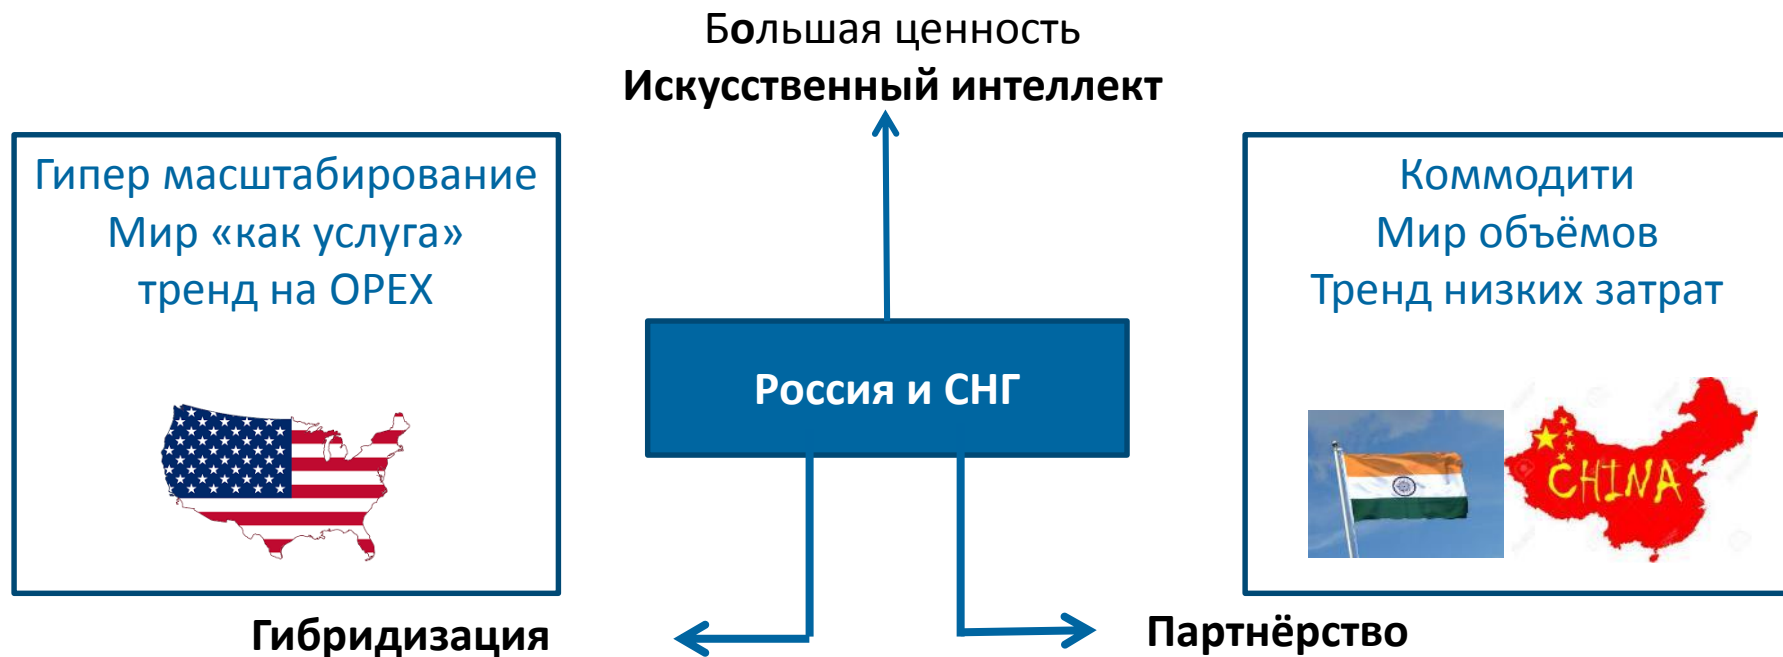 Большая ценность
Искусственный интеллект
Гипер масштабирование
Мир «как услуга»
тренд на OPEX
Коммодити
Мир объёмов
Тренд низких затрат
Россия и СНГ
CHINA
Гибридизация
Партнёрство